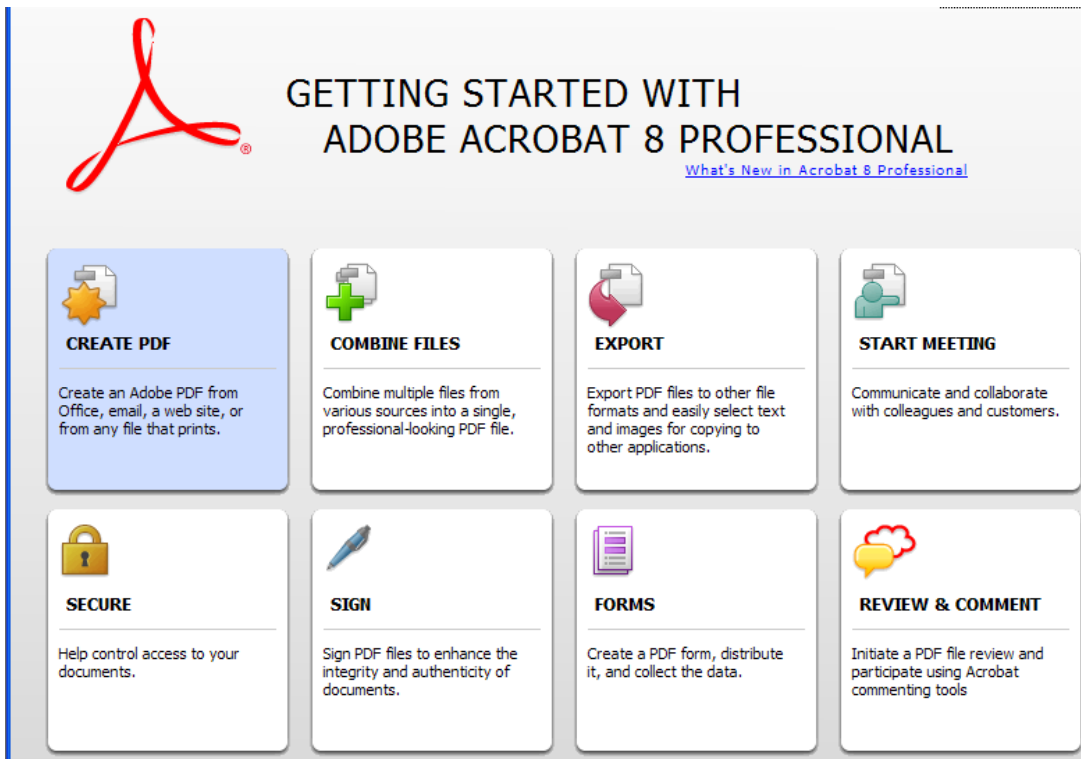 GETTING STARTED WITH
ADOBE ACROBAT 8 PROFESSIONAL
What's New in Acrobat 8 Professional
®
CREATE PDF
Create an Adobe PDF from
Office, email, a web site, or
from any file that prints.
COMBINE FILES
Combine multiple files from
various sources into a single,
professional-looking PDF file.
EXPORT
Export PDF files to other file
formats and easily select text
and images for copying to
other applications.
START MEETING
Communicate and collaborate
with colleagues and customers.
SECURE
Help control access to your
documents.
SIGN
Sign PDF files to enhance the
integrity and authenticity of
documents.
FORMS
Create a PDF form, distribute
it, and collect the data.
REVIEW & COMMENT
Initiate a PDF file review and
participate using Acrobat
commenting tools